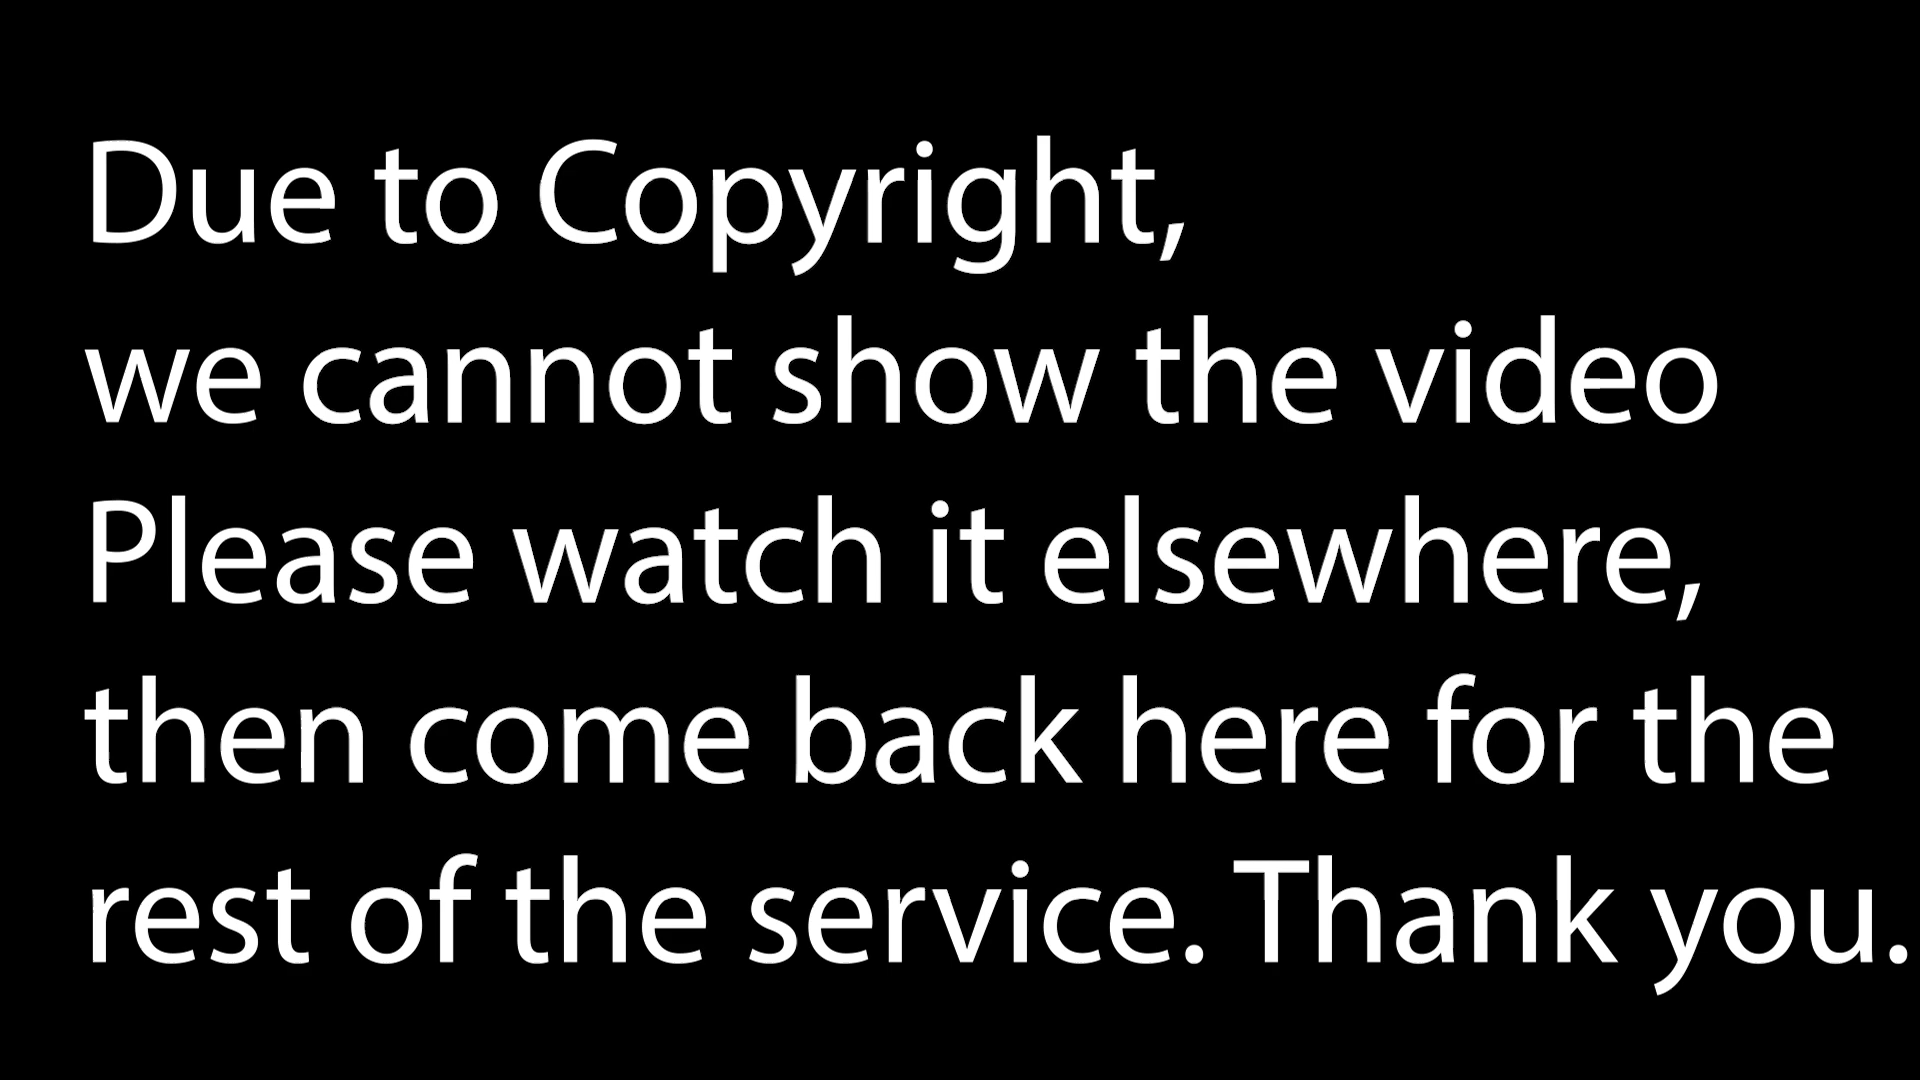 Due to Copyright,
we cannot show the video
Please watch it elsewhere,
then come back here for the
rest of the service. Thank you.